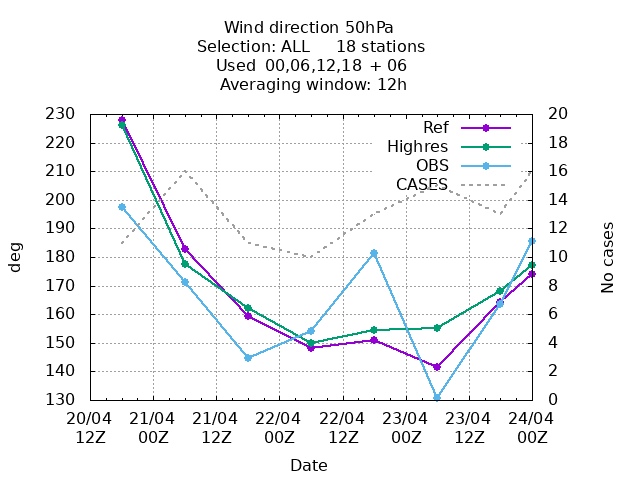 Wind direction 50hPa
Selection: ALL 18 stations
Used 00,06,12,18 + 06
Averaging window: 12h
230 20
220 18
210 16
200 14
190 12
180 10
170 8
160 6
150 4
140 2
130 0
Ref
Highres
OBS
CASES
deg
No cases
20/04 21/04 21/04 22/04 22/04 23/04 23/04 24/04
12Z 00Z 12Z 00Z 12Z 00Z 12Z 00Z
Date